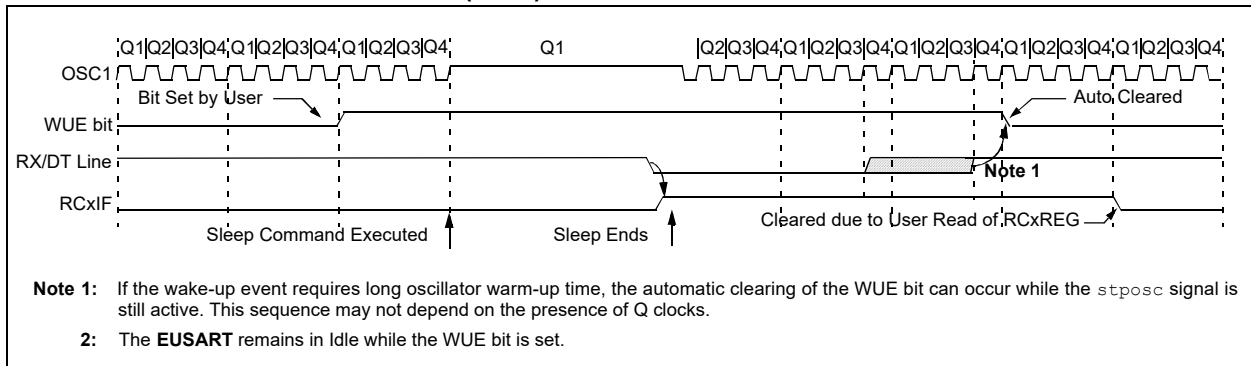 Q1|Q2|Q3|Q4|Q1|Q2|Q3|Q4|Q1|Q2|Q3|Q4| Q1 |Q2|Q3|Q4|Q1|Q2|Q3|Q4|Q1|Q2|Q3|Q4|Q1|Q2|Q3|Q4|Q1|Q2|Q3|Q4
OSC1
Bit Set by User
Auto Cleared
WUE bit
RX/DT Line
Note 1
RCxIF
Cleared due to User Read of RCxREG
Sleep Command Executed
Sleep Ends
Note 1: If the wake-up event requires long oscillator warm-up time, the automatic clearing of the WUE bit can occur while the stposc signal is
still active. This sequence may not depend on the presence of Q clocks.
2: The EUSART remains in Idle while the WUE bit is set.